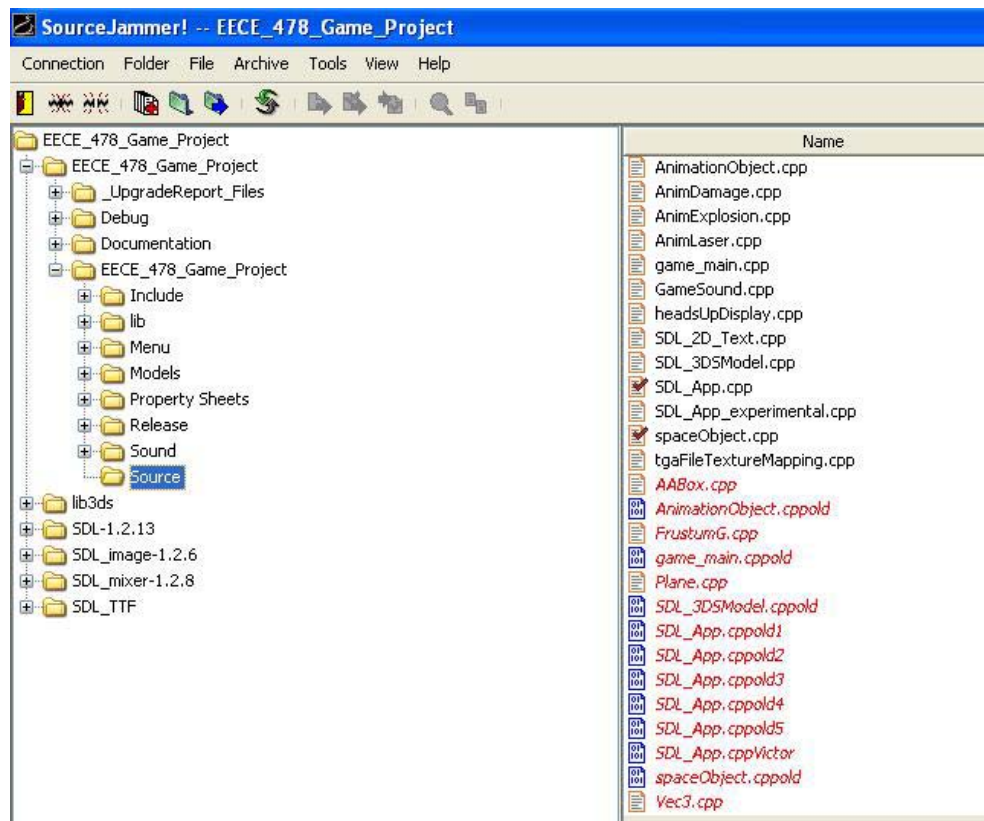 SourceJammer! -- EECE_478_Game_Project
Connection Folder File Archive Tools View Help
EECE_478_Game_Project
EECE_478_Game_Project
_UpgradeReport_Files
Debug
Documentation
EECE_478_Game_Project
Include
lib
Menu
Models
Property Sheets
Release
Sound
Source
lib3ds
SDL-1.2.13
SDL_image-1.2.6
SDL_mixer-1.2.8
SDL_TTF
Name
AnimationObject.cpp
AnimDamage.cpp
AnimExplosion.cpp
AnimLaser.cpp
game_main.cpp
GameSound.cpp
headsUpDisplay.cpp
SDL_2D_Text.cpp
SDL_3DSModel.cpp
SDL_App.cpp
SDL_App_experimental.cpp
spaceObject.cpp
tgaFileTextureMapping.cpp
AABox.cpp
AnimationObject.cppold
FrustumG.cpp
game_main.cppold
Plane.cpp
SDL_3DSModel.cppold
SDL_App.cppold1
SDL_App.cppold2
SDL_App.cppold3
SDL_App.cppold4
SDL_App.cppold5
SDL_App.cppVictor
spaceObject.cppold
Vec3.cpp